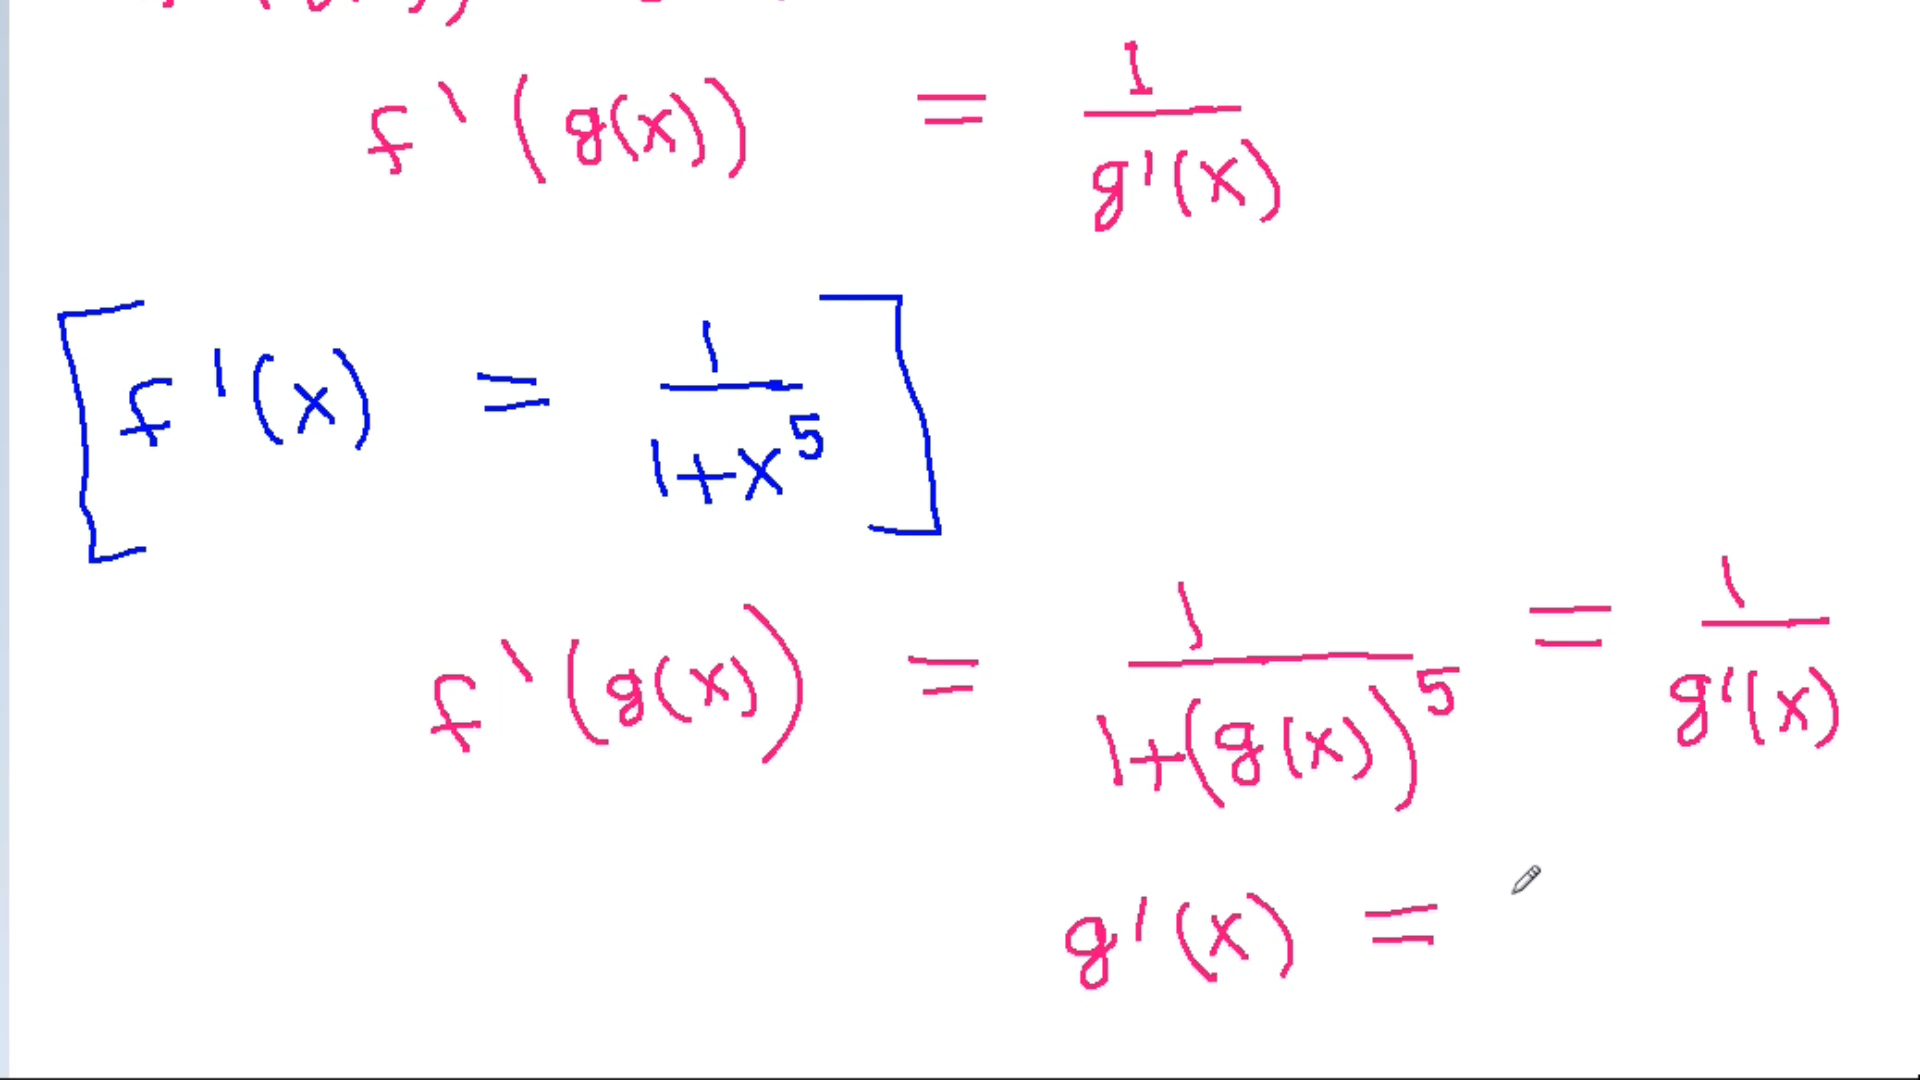 f'(g(x)) = 1/g'(x)
[f'(x) = 1/(1+x^5)]
f'(g(x)) = 1/(1+(g(x))^5) = 1/g'(x)
g'(x) =